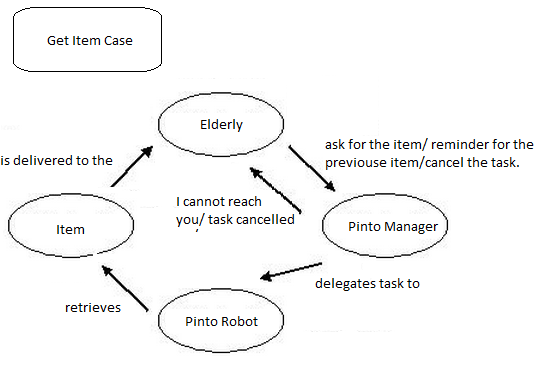 Get Item Case
Elderly
ask for the item/ reminder for the
previouse item/cancel the task.
is delivered to the
I cannot reach
you/ task cancelled
Item
Pinto Manager
delegates task to
retrieves
Pinto Robot